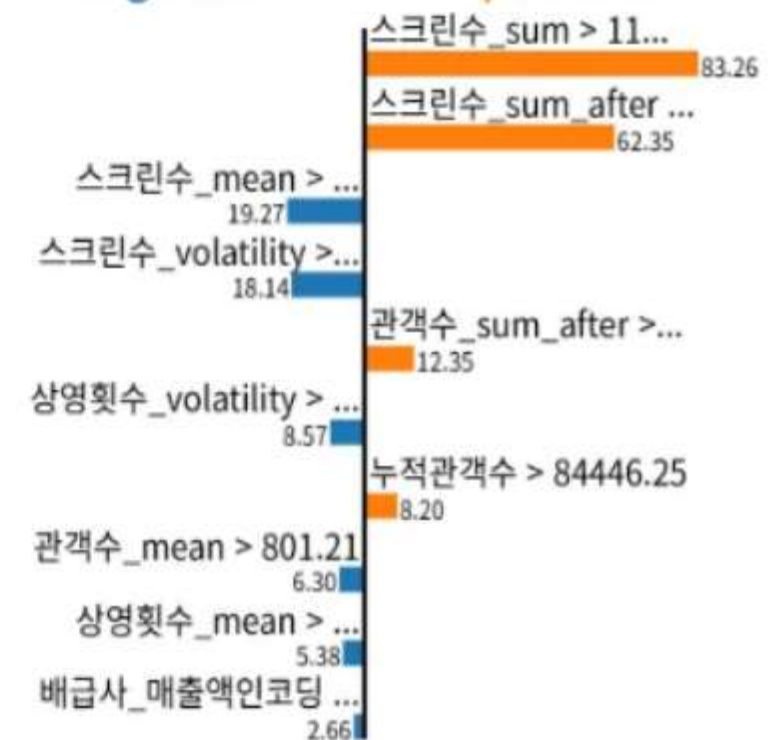 스크린수_sum > 11...
83.26
스크린수_sum_after ...
62.35
스크린수_mean > ...
19.27
스크린수_volatility >...
18.14
관객수_sum_after >...
12.35
상영횟수_volatility > ...
8.57
누적관객수 > 84446.25
8.20
관객수_mean > 801.21
6.30
상영횟수_mean > ...
5.38
배급사_매출액인코딩 ...
2.66